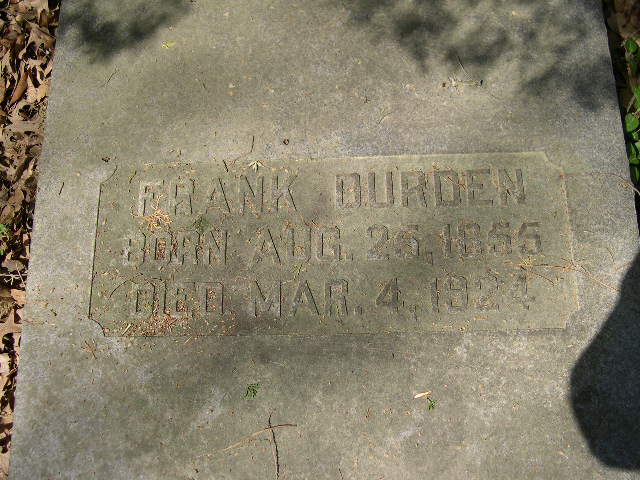 FRANK DURDEN
BORN AUG. 25, 1855
DIED MAR. 4, 1924